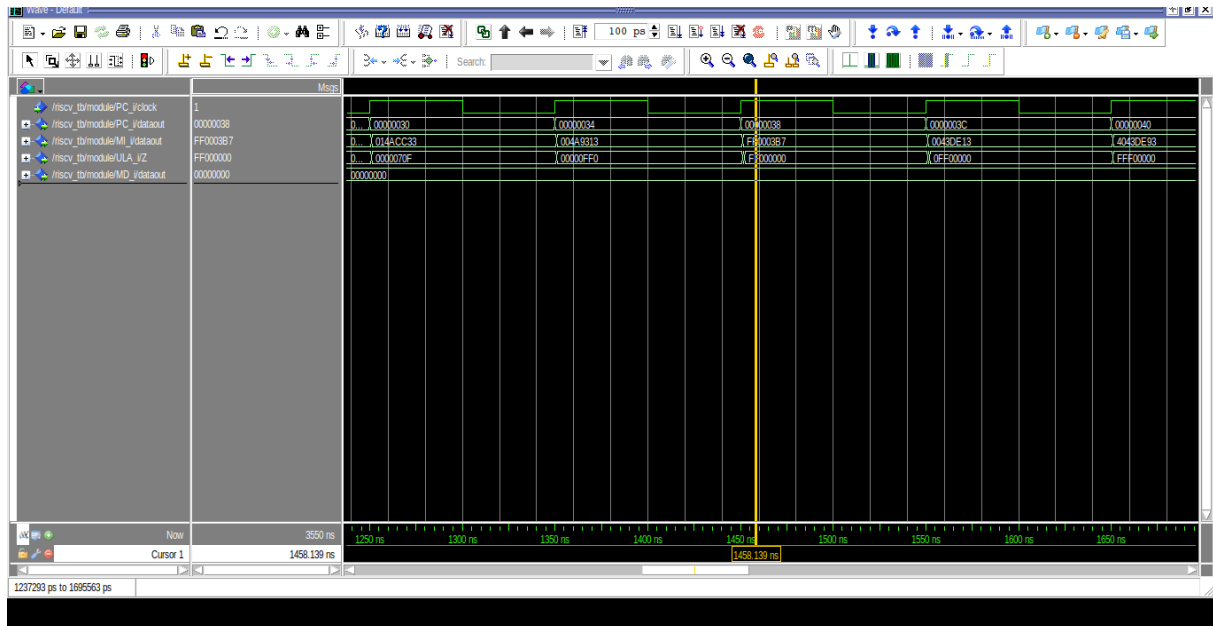 Wave - Default
100 ps
Search:
Msgs
/riscv_tb/module/PC_i/clock 1
/riscv_tb/module/PC_i/dataout 00000038 0... 00000030 00000034 00000038 0000003C 00000040
/riscv_tb/module/MI_i/dataout FF0003B7 0... 014ACC33 004A9313 FF0003B7 0043DE13 4043DE93
/riscv_tb/module/ULA_i/Z FF000000 0... 0000070F 00000FF0 FF000000 0FF00000 FFF00000
/riscv_tb/module/MD_i/dataout 00000000 00000000
Now 3550 ns
1250 ns 1300 ns 1350 ns 1400 ns 1450 ns 1500 ns 1550 ns 1600 ns 1650 ns
Cursor 1 1458.139 ns 1458.139 ns
1237293 ps to 1695563 ps